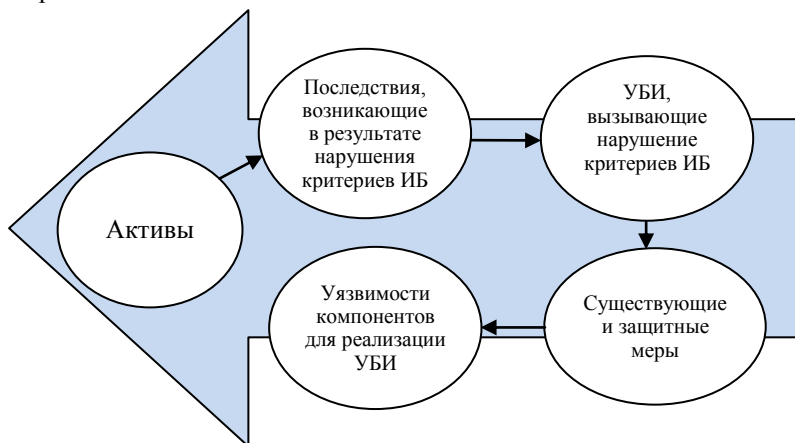 Последствия,
возникающие
в результате
нарушения
критериев ИБ
УБИ,
вызывающие
нарушение
критериев ИБ
Активы
Уязвимости
компонентов
для реализации
УБИ
Существующие
и защитные
меры